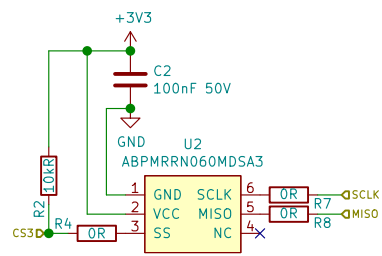 +3V3
C2
100nF 50V
GND
U2
ABPMRRN060MDSA3
10kR
R2
CS3
R4
0R
1 GND
2 VCC
3 SS
SCLK 6
MISO 5
NC 4
0R
R7
SCLK
0R
R8
MISO